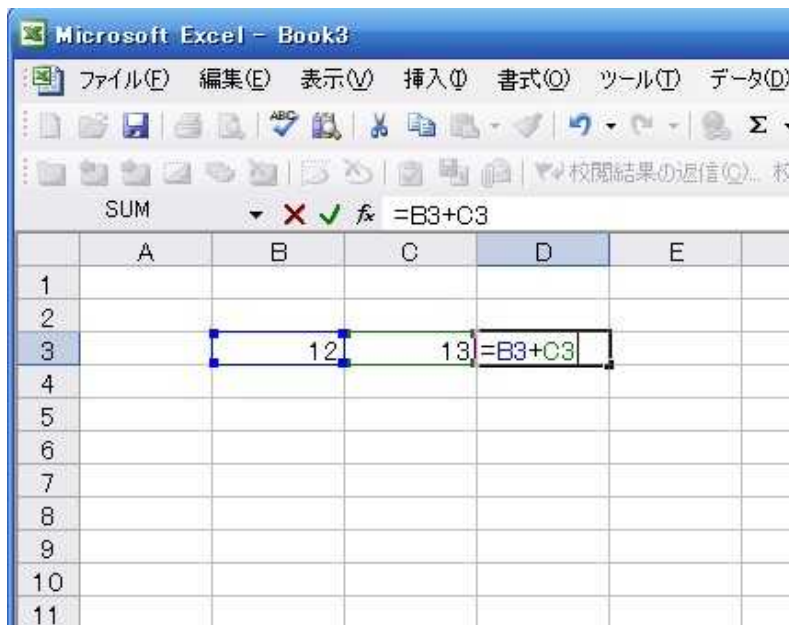 Microsoft Excel - Book3
ファイル(F) 編集(E) 表示(V) 挿入(I) 書式(O) ツール(T) データ(D)
ABC Σ
校閲結果の返信(C)...
SUM fx =B3+C3
A B C D E
1
2
3 12 13 =B3+C3
4
5
6
7
8
9
10
11